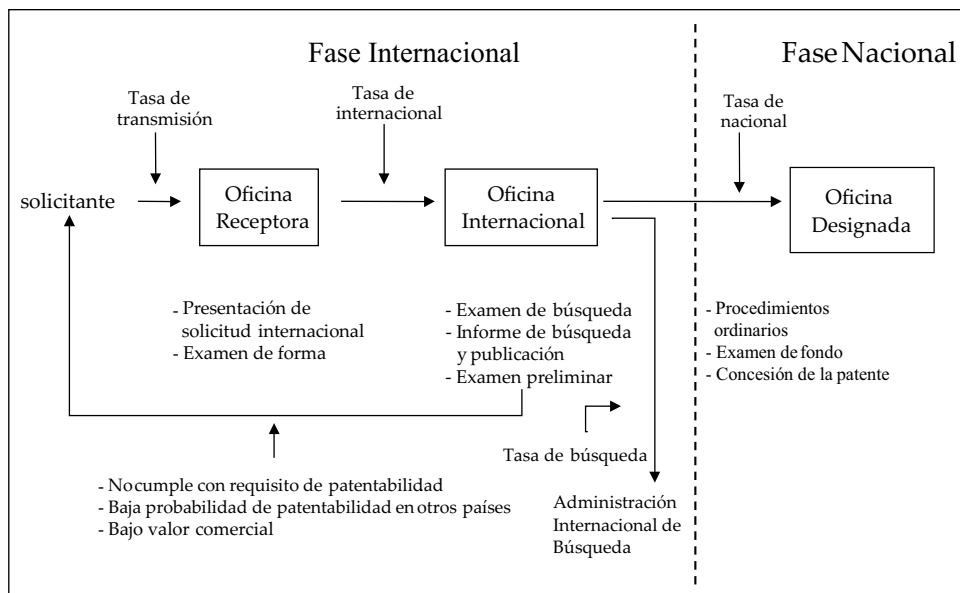 Fase Internacional
Fase Nacional
Tasa de
transmisión
Tasa de
internacional
Tasa de
nacional
solicitante
Oficina
Receptora
Oficina
Internacional
Oficina
Designada
- Presentación de
solicitud internacional
- Examen de forma
- Examen de búsqueda
- Informe de búsqueda
y publicación
- Examen preliminar
- Procedimientos
ordinarios
- Examen de fondo
- Concesión de la patente
Tasa de búsqueda
- No cumple con requisito de patentabilidad
- Baja probabilidad de patentabilidad en otros países
- Bajo valor comercial
Administración
Internacional de
Búsqueda